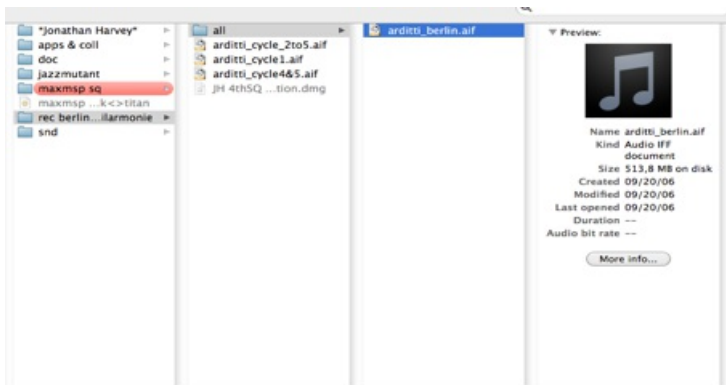 *Jonathan Harvey*
apps & coll
doc
jazzmutant
maxmsp sq
maxmsp ...k<>titan
rec berlin...ilarmonie
snd
all
arditti_cycle_2to5.aif
arditti_cycle1.aif
arditti_cycle4&5.aif
JH 4thSQ ...tion.dmg
arditti_berlin.aif
Preview:
Name arditti_berlin.aif
Kind Audio IFF
document
Size 513,8 MB on disk
Created 09/20/06
Modified 09/20/06
Last opened 09/20/06
Duration --
Audio bit rate --
More info...